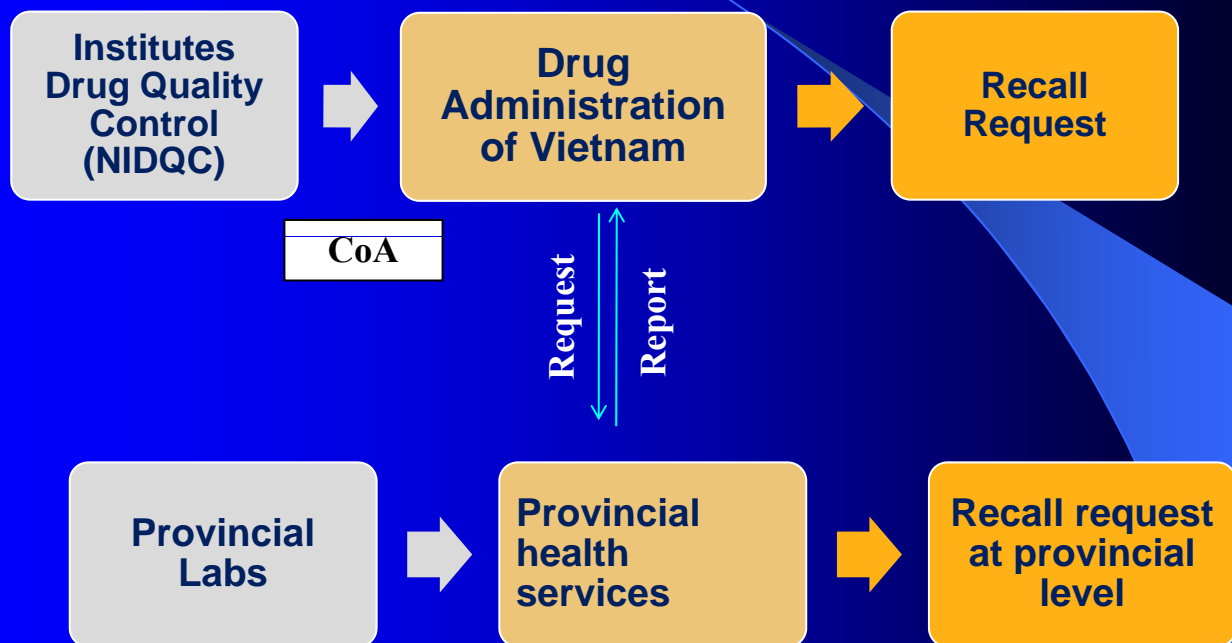 Institutes
Drug Quality
Control
(NIDQC)
Drug
Administration
of Vietnam
Recall
Request
CoA
Request
Report
Provincial
Labs
Provincial
health
services
Recall request
at provincial
level